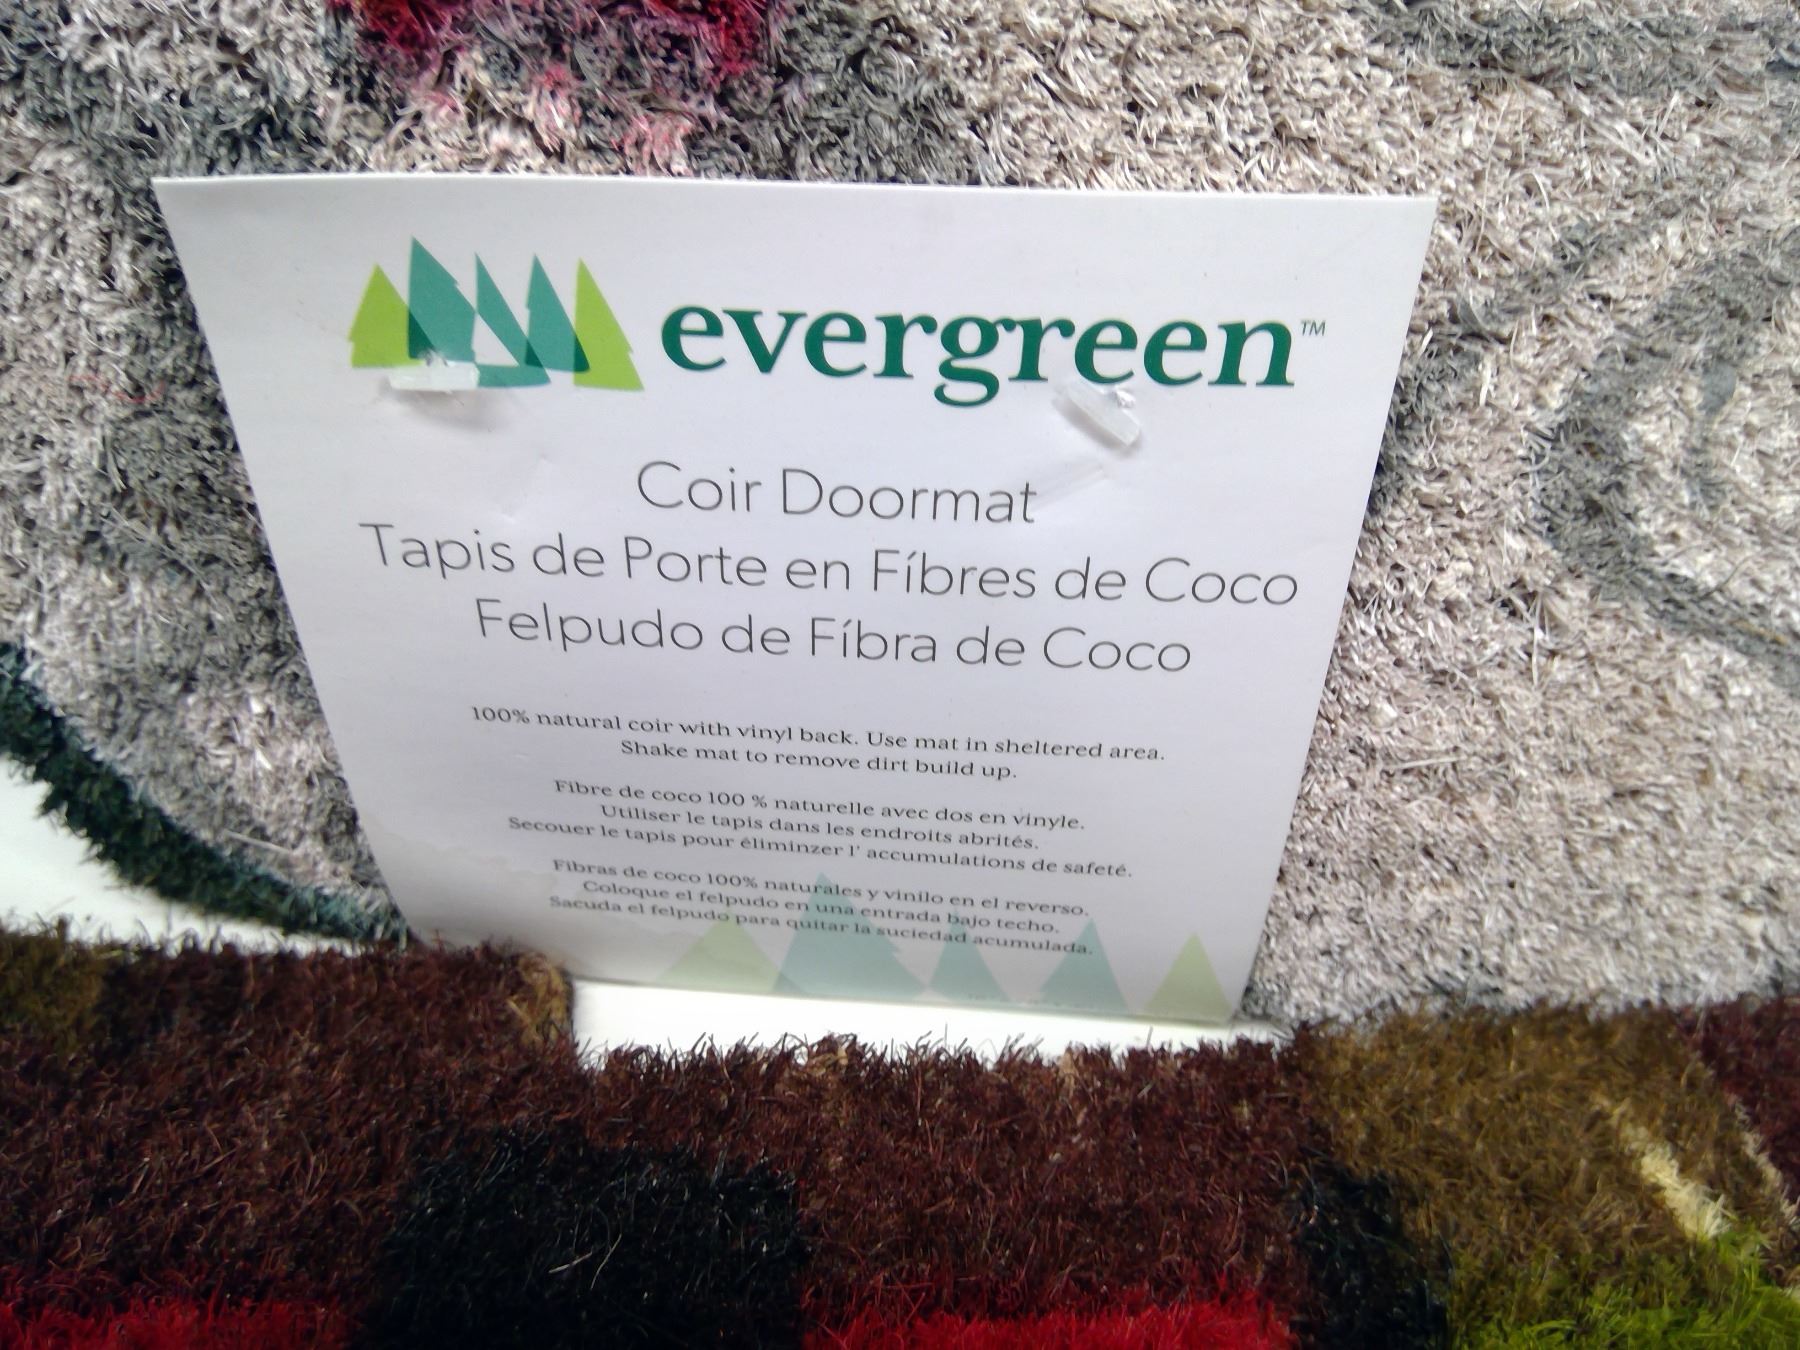 evergreen™
Coir Doormat
Tapis de Porte en Fíbres de Coco
Felpudo de Fíbra de Coco
100% natural coir with vinyl back. Use mat in sheltered area.
Shake mat to remove dirt build up.
Fibre de coco 100 % naturelle avec dos en vinyle.
Utiliser le tapis dans les endroits abrités.
Secouer le tapis pour éliminzer l' accumulations de safeté.
Fibras de coco 100% naturales y vinilo en el reverso.
Coloque el felpudo en una entrada bajo techo.
Sacuda el felpudo para quitar la suciedad acumulada.